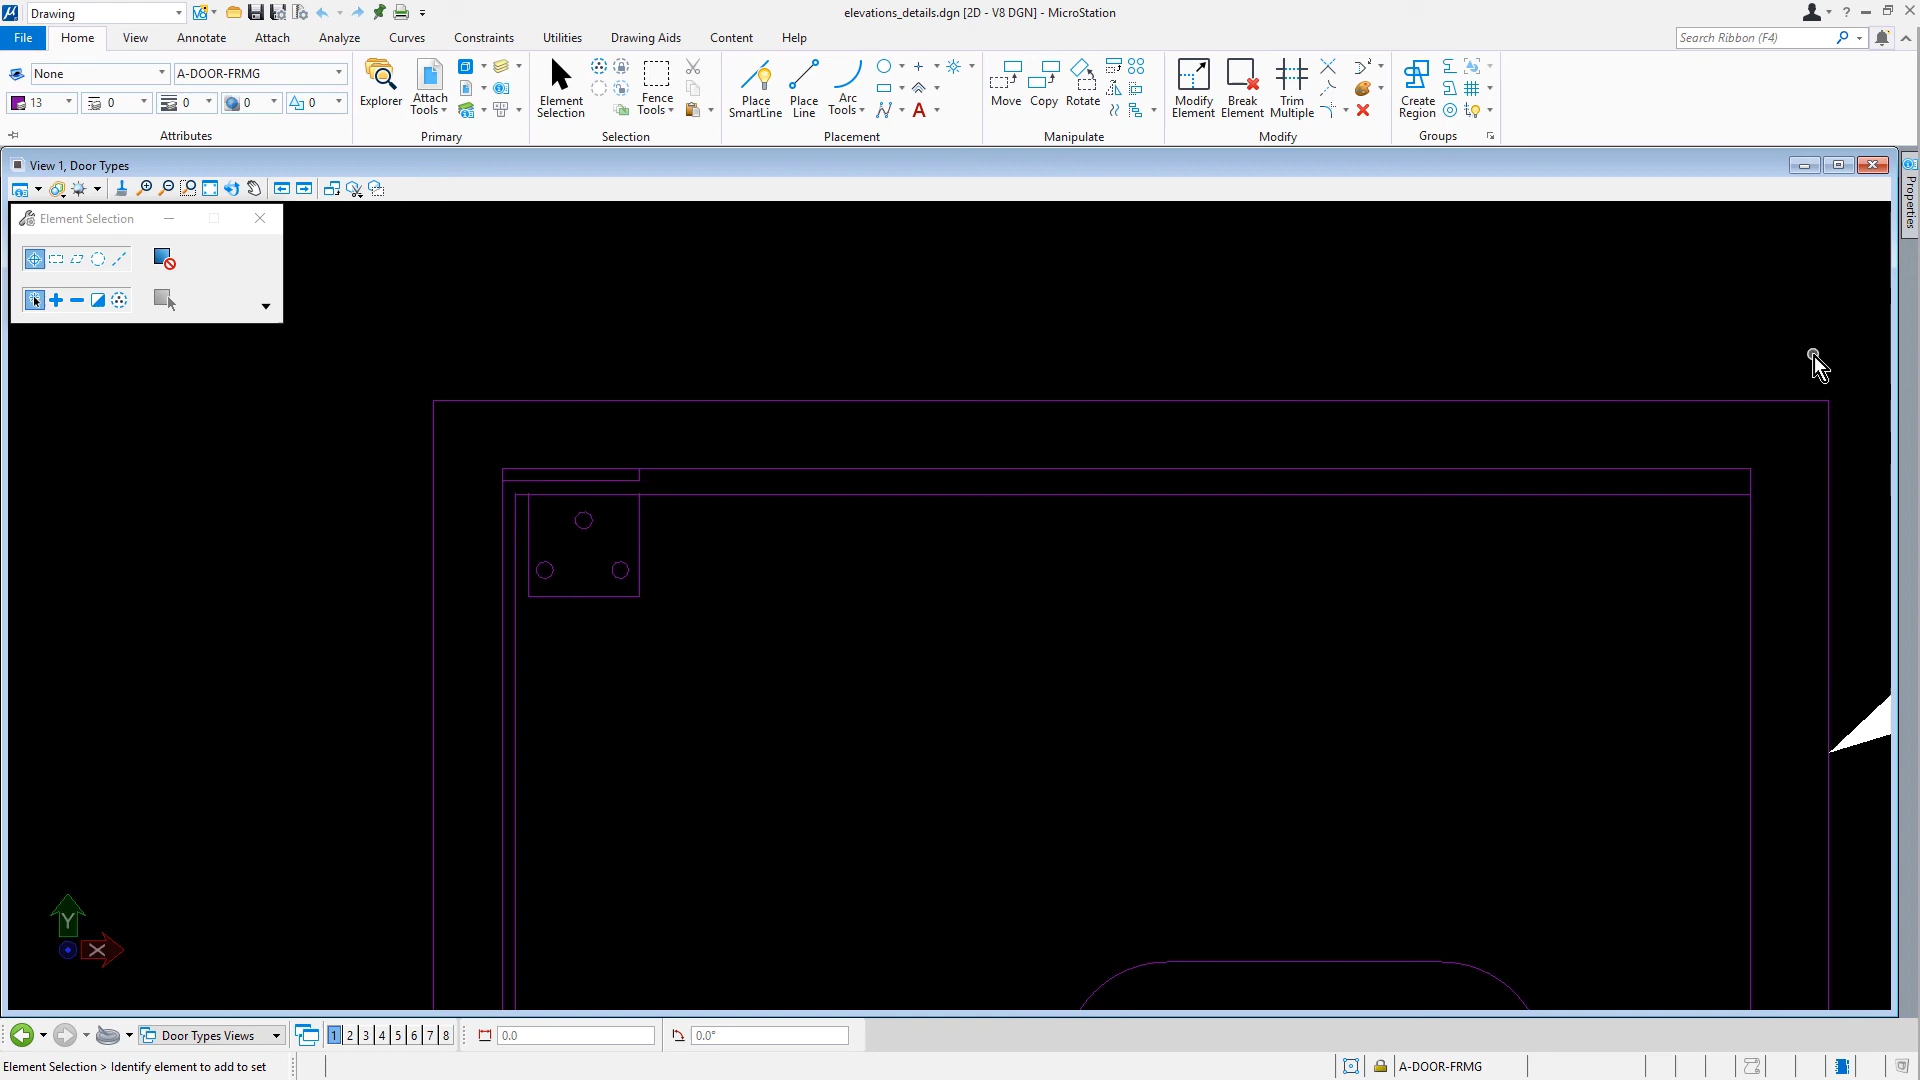 Drawing
elevations_details.dgn [2D - V8 DGN] - MicroStation
File Home View Annotate Attach Analyze Curves Constraints Utilities Drawing Aids Content Help
Search Ribbon (F4)
None A-DOOR-FRMG
13 0 0 0 0
Attributes
Explorer
Attach
Tools
Primary
Element
Selection
Fence
Tools
Selection
Place
SmartLine
Place
Line
Arc
Tools
Placement
Move Copy Rotate
Manipulate
Modify
Element
Break
Element
Trim
Multiple
Modify
Create
Region
Groups
View 1, Door Types
Properties
Element Selection
Y
X
Door Types Views
1 2 3 4 5 6 7 8
0.0
0.0°
Element Selection > Identify element to add to set
A-DOOR-FRMG